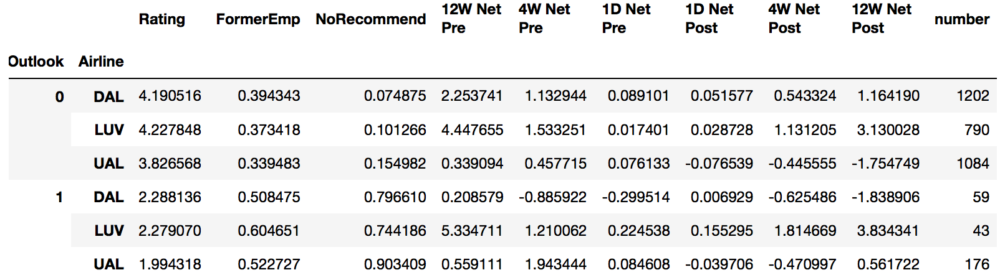 Rating FormerEmp NoRecommend 12W Net Pre 4W Net Pre 1D Net Pre 1D Net Post 4W Net Post 12W Net Post number
Outlook Airline
0 DAL 4.190516 0.394343 0.074875 2.253741 1.132944 0.089101 0.051577 0.543324 1.164190 1202
LUV 4.227848 0.373418 0.101266 4.447655 1.533251 0.017401 0.028728 1.131205 3.130028 790
UAL 3.826568 0.339483 0.154982 0.339094 0.457715 0.076133 -0.076539 -0.445555 -1.754749 1084
1 DAL 2.288136 0.508475 0.796610 0.208579 -0.885922 -0.299514 0.006929 -0.625486 -1.838906 59
LUV 2.279070 0.604651 0.744186 5.334711 1.210062 0.224538 0.155295 1.814669 3.834341 43
UAL 1.994318 0.522727 0.903409 0.559111 1.943444 0.084608 -0.039706 -0.470997 0.561722 176